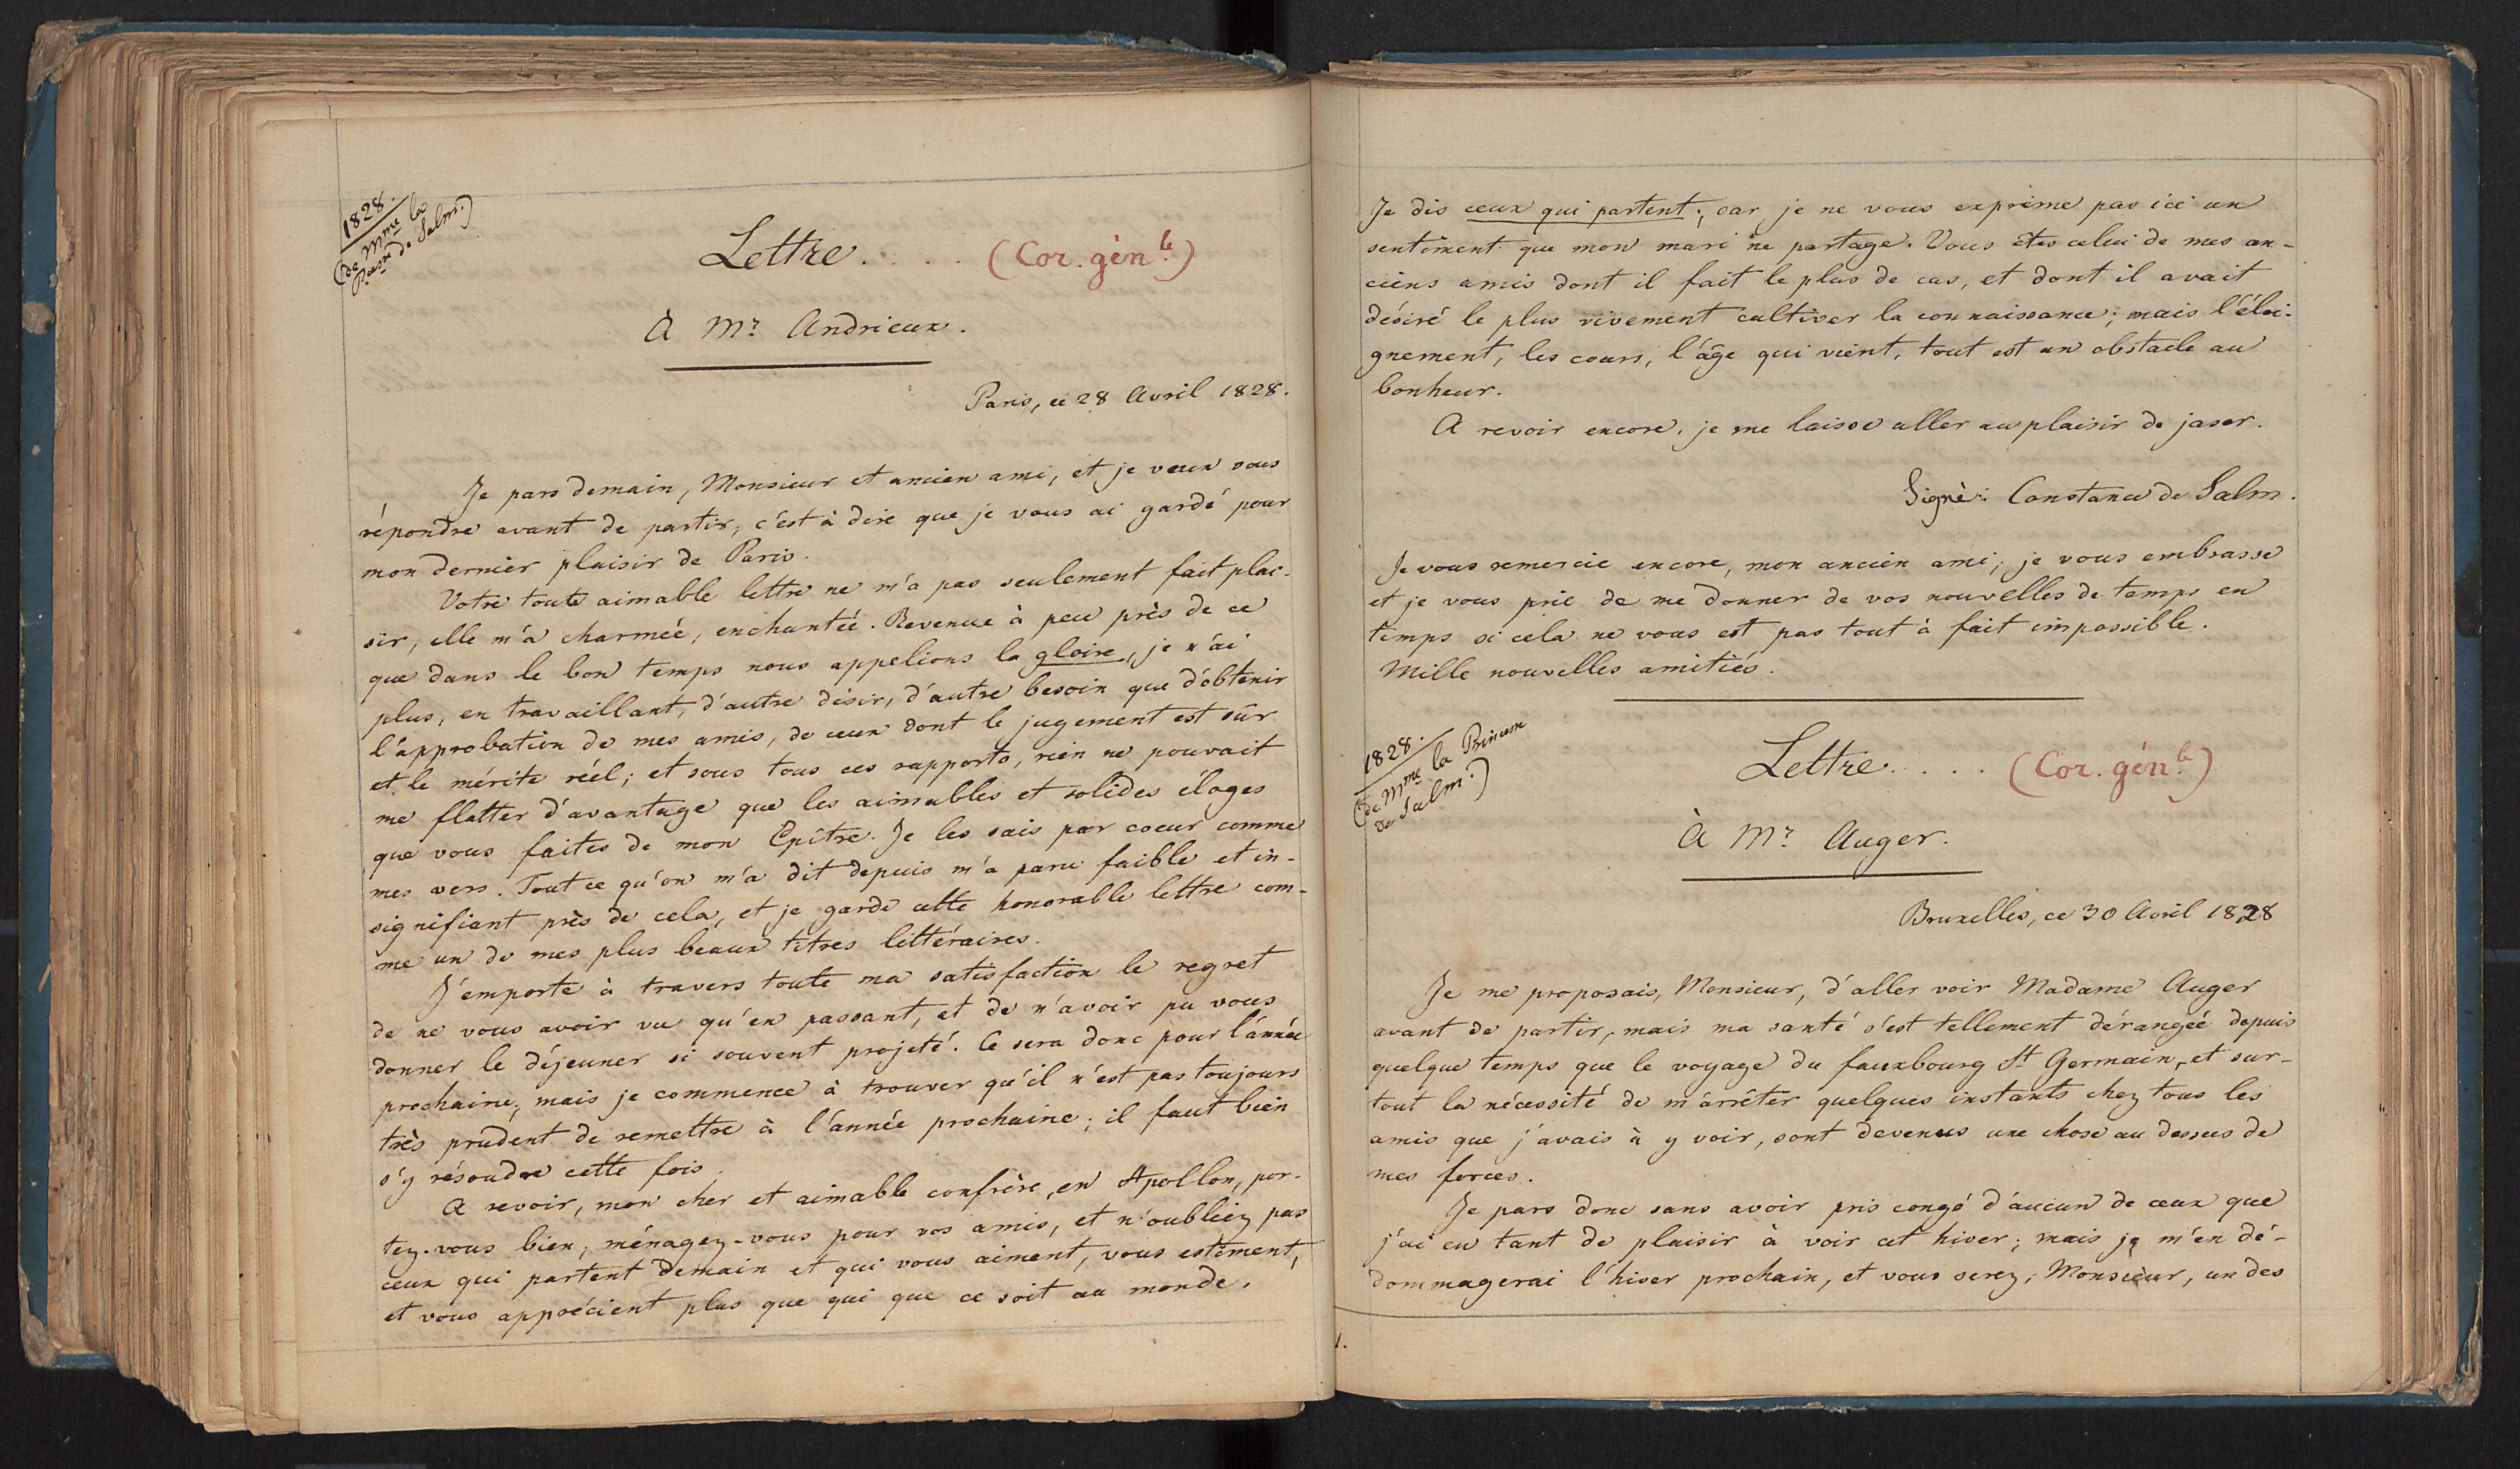 1828.
(de Mme la
Pcesse de Salm.)
Lettre. . . . (Cor. gènle.)
À Mr. Andrieux.
Paris, ce 28 Avril 1828.
Je pars demain, Monsieur et ancien ami, et je veux vous
répondre avant de partir, c'est à dire que je vous ai gardé pour
mon dernier plaisir de Paris.
Votre toute aimable lettre ne m'a pas seulement fait plai-
sir, elle m'a charmée, enchantée. Revenue à peu près de ce
que dans le bon temps nous appelions la gloire, je n'ai
plus, en travaillant, d'autre désir, d'autre besoin que d'obtenir
l'approbation de mes amis, de ceux dont le jugement est sûr
et le mérite réel; et sous tous ces rapports, rien ne pouvait
me flatter d'avantage que les aimables et solides éloges
que vous faites de mon Epître. Je les sais par coeur comme
mes vers. Tout ce qu'on m'a dit depuis m'a paru faible et in-
signifiant près de cela, et je garde cette honorable lettre com-
me un de mes plus beaux titres littéraires.
J'emporte à travers toute ma satisfaction le regret
de ne vous avoir vu qu'en passant, et de n'avoir pu vous
donner le déjeuner si souvent projeté. Ce sera donc pour l'année
prochaine; mais je commence à trouver qu'il n'est pas toujours
très prudent de remettre à l'année prochaine; il faut bien
s'y résoudre cette fois.
A revoir, mon cher et aimable confrère, en Apollon, por-
tez-vous bien, ménagez-vous pour vos amis, et n'oubliez pas
ceux qui partent demain et qui vous aiment, vous estiment,
et vous apprécient plus que qui que ce soit au monde.
Je dis ceux qui partent; car je ne vous exprime pas ici un
sentiment que mon mari ne partage. Vous êtes celui de mes an-
ciens amis dont il fait le plus de cas, et dont il avait
désiré le plus vivement cultiver la connaissance; mais l'éloi-
gnement, les cours, l'âge qui vient, tout est un obstacle au
bonheur.
A revoir encore, je me laisse aller au plaisir de jaser.
Signé: Constance de Salm.
Je vous remercie encore, mon ancien ami; je vous embrasse
et je vous prie de me donner de vos nouvelles de temps en
temps si cela ne vous est pas tout à fait impossible.
Mille nouvelles amitiés.
1828.
(de Mme la Princesse
de Salm.)
Lettre. . . . (Cor. génle.)
À Mr. Auger.
Bruxelles, ce 30 Avril 1828
Je me proposais, Monsieur, d'aller voir Madame Auger
avant de partir, mais ma santé s'est tellement dérangée depuis
quelque temps que le voyage du fauxbourg St Germain, et sur-
tout la nécessité de m'arrêter quelques instants chez tous les
amis que j'avais à y voir, sont devenus une chose au dessus de
mes forces.
Je pars donc sans avoir pris congé d'aucun de ceux que
j'ai eu tant de plaisir à voir cet hiver; mais je m'en dé-
dommagerai l'hiver prochain, et vous serez, Monsieur, un des